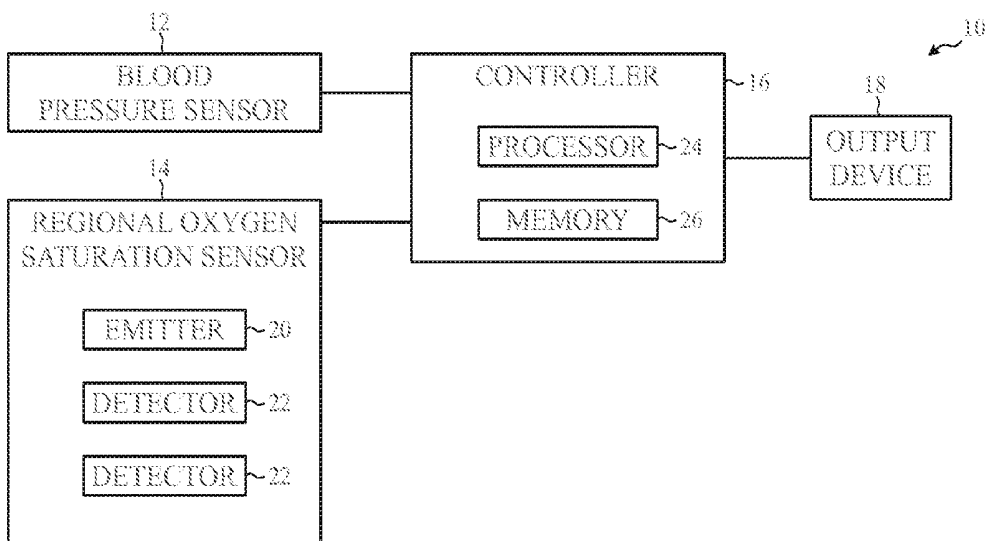 10
12
BLOOD
PRESSURE SENSOR
CONTROLLER
16
PROCESSOR
24
MEMORY
26
18
OUTPUT
DEVICE
14
REGIONAL OXYGEN
SATURATION SENSOR
EMITTER
20
DETECTOR
22
DETECTOR
22